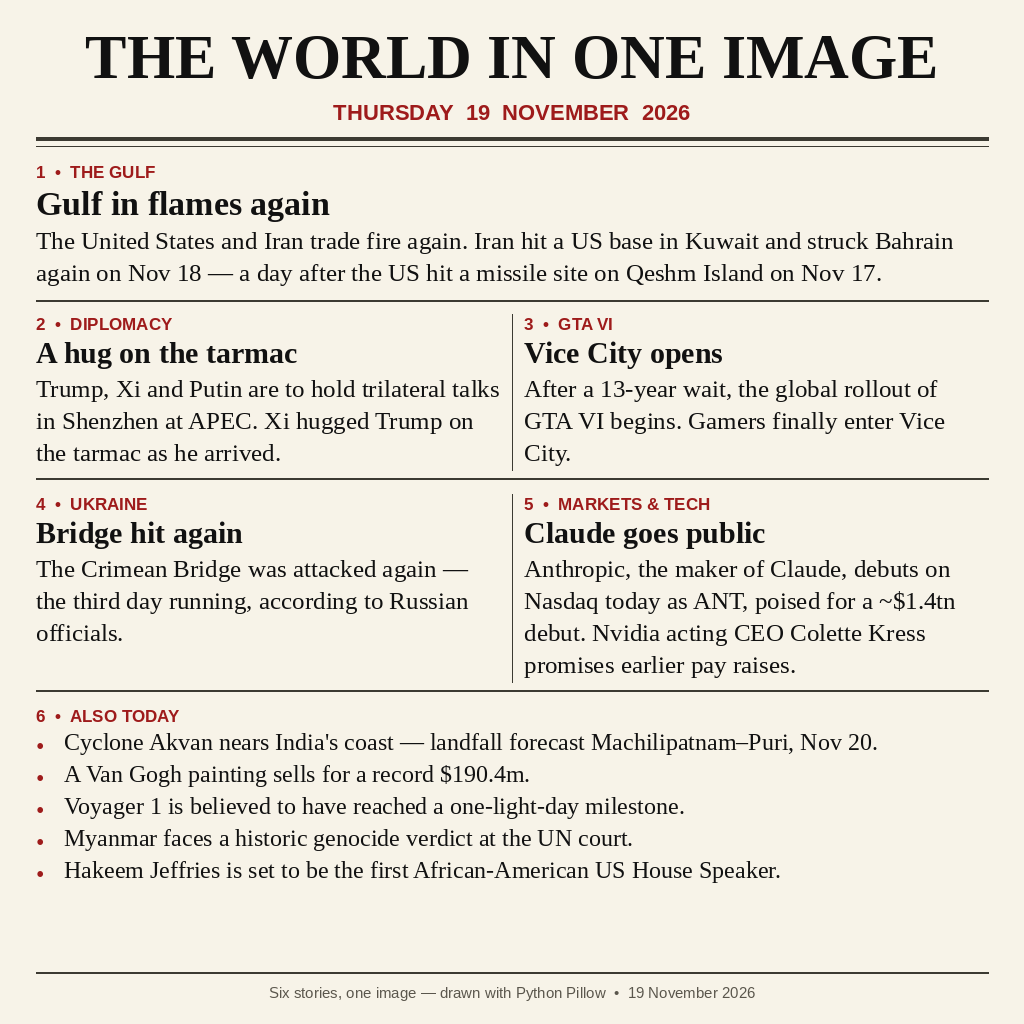 THE WORLD IN ONE IMAGE
THURSDAY 19 NOVEMBER 2026
1 • THE GULF
Gulf in flames again
The United States and Iran trade fire again. Iran hit a US base in Kuwait and struck Bahrain
again on Nov 18 — a day after the US hit a missile site on Qeshm Island on Nov 17.
2 • DIPLOMACY
A hug on the tarmac
Trump, Xi and Putin are to hold trilateral talks
in Shenzhen at APEC. Xi hugged Trump on
the tarmac as he arrived.
3 • GTA VI
Vice City opens
After a 13-year wait, the global rollout of
GTA VI begins. Gamers finally enter Vice
City.
4 • UKRAINE
Bridge hit again
The Crimean Bridge was attacked again —
the third day running, according to Russian
officials.
5 • MARKETS & TECH
Claude goes public
Anthropic, the maker of Claude, debuts on
Nasdaq today as ANT, poised for a ~$1.4tn
debut. Nvidia acting CEO Colette Kress
promises earlier pay raises.
6 • ALSO TODAY
• Cyclone Akvan nears India's coast — landfall forecast Machilipatnam–Puri, Nov 20.
• A Van Gogh painting sells for a record $190.4m.
• Voyager 1 is believed to have reached a one-light-day milestone.
• Myanmar faces a historic genocide verdict at the UN court.
• Hakeem Jeffries is set to be the first African-American US House Speaker.
Six stories, one image — drawn with Python Pillow • 19 November 2026